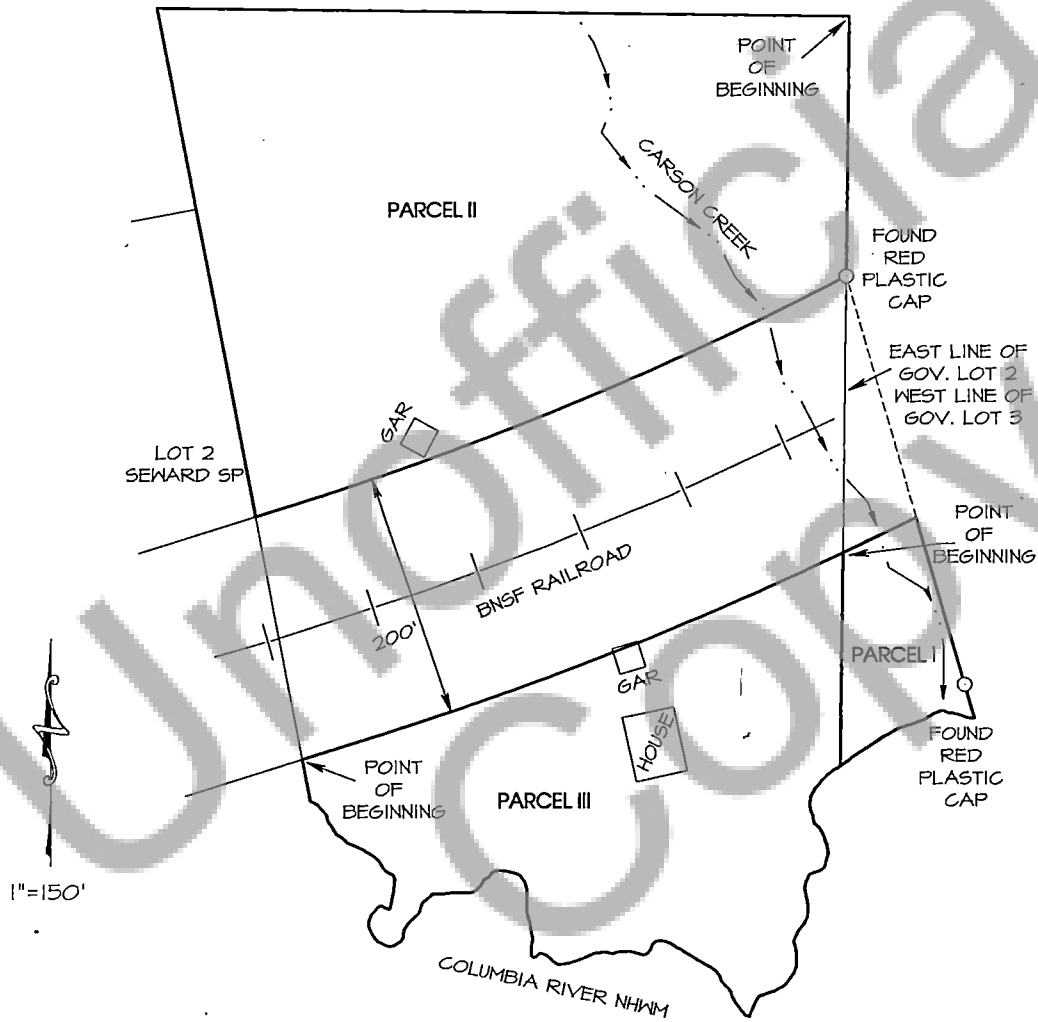 POINT
OF
BEGINNING
CARSON CREEK
PARCEL II
FOUND
RED
PLASTIC
CAP
EAST LINE OF
GOV. LOT 2
WEST LINE OF
GOV. LOT 3
GAR
LOT 2
SEWARD SP
POINT
OF
BEGINNING
BNSF RAILROAD
200'
PARCEL I
GAR
HOUSE
FOUND
RED
PLASTIC
CAP
POINT
OF
BEGINNING
PARCEL III
1"=150'
COLUMBIA RIVER NHWM
N
Unofficial
Copy